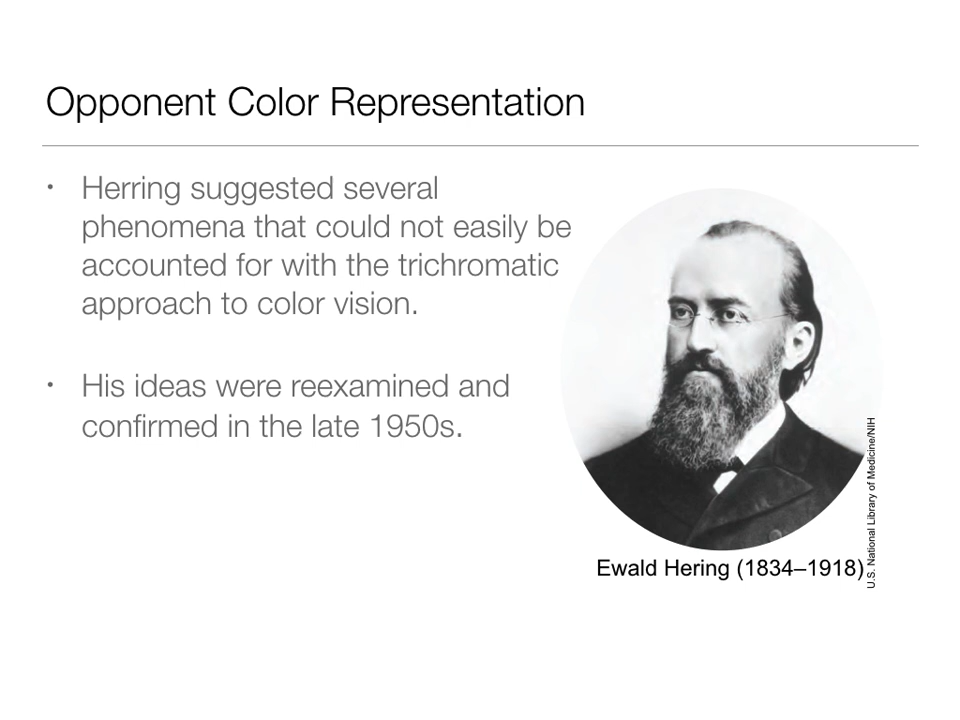 Opponent Color Representation
• Herring suggested several
phenomena that could not easily be
accounted for with the trichromatic
approach to color vision.
• His ideas were reexamined and
confirmed in the late 1950s.
Ewald Hering (1834–1918)
U.S. National Library of Medicine/NIH